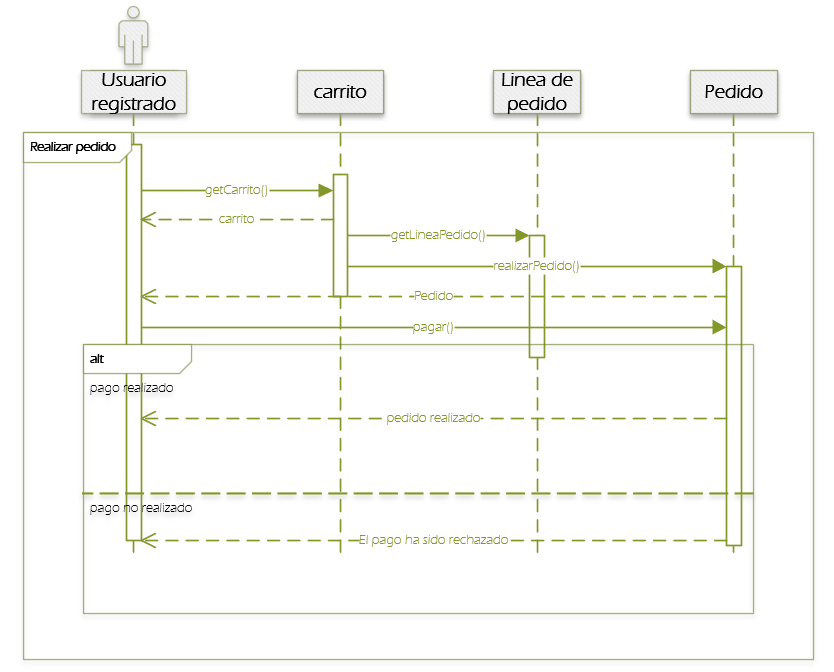 Usuario
registrado
carrito
Linea de
pedido
Pedido
Realizar pedido
getCarrito()
carrito
getLineaPedido()
realizarPedido()
Pedido
pagar()
alt
pago realizado
pedido realizado
pago no realizado
El pago ha sido rechazado